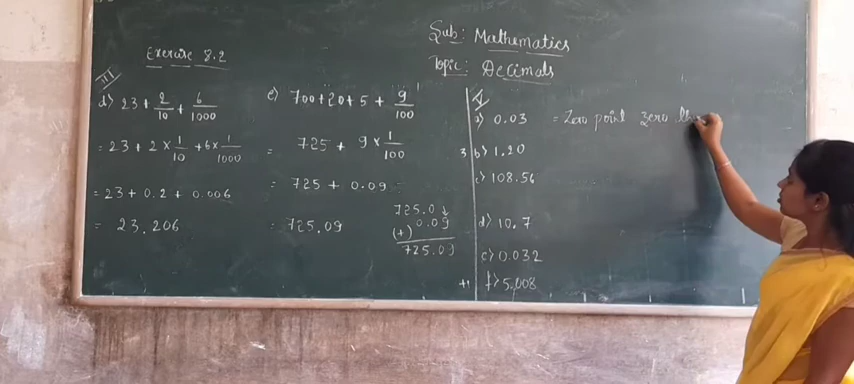 Sub: Mathematics
Topic: Decimals
Exercise 8.2
III
d) 23 + 2/10 + 6/1000
= 23 + 2 × 1/10 + 6 × 1/1000
= 23 + 0.2 + 0.006
= 23.206
e) 700 + 20 + 5 + 9/100
= 725 + 9 × 1/100
= 725 + 0.09
= 725.09
725.0
(+) 0.09
725.09
a) 0.03 = Zero point zero th
b) 1.20
c) 108.56
d) 10.7
e) 0.032
f) 5.008